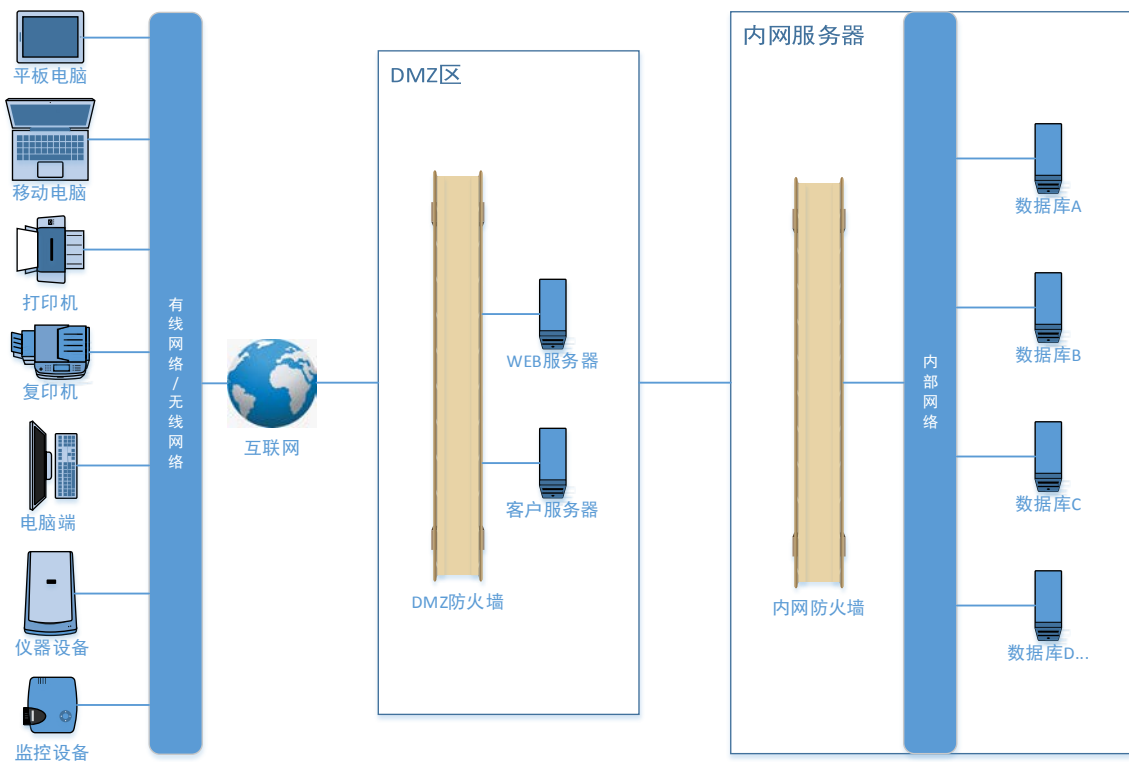 平板电脑
移动电脑
打印机
复印机
电脑端
仪器设备
监控设备
有线网络/无线网络
互联网
DMZ区
WEB服务器
客户服务器
DMZ防火墙
内网服务器
内网防火墙
内部网络
数据库A
数据库B
数据库C
数据库D...